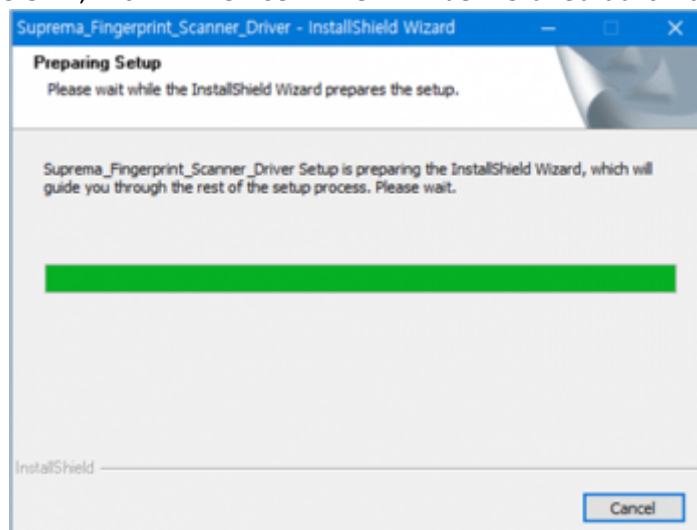 Suprema_Fingerprint_Scanner_Driver - InstallShield Wizard
Preparing Setup
Please wait while the InstallShield Wizard prepares the setup.
Suprema_Fingerprint_Scanner_Driver Setup is preparing the InstallShield Wizard, which will
guide you through the rest of the setup process. Please wait.
InstallShield
Cancel